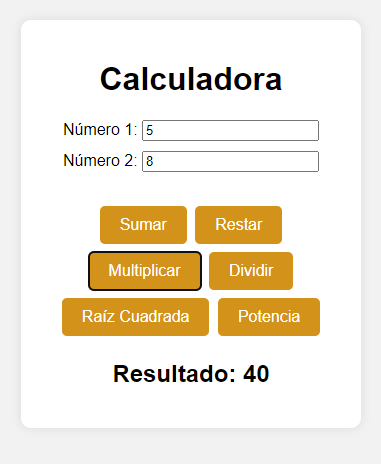 Calculadora
Número 1: 5
Número 2: 8
Sumar Restar
Multiplicar Dividir
Raíz Cuadrada Potencia
Resultado: 40